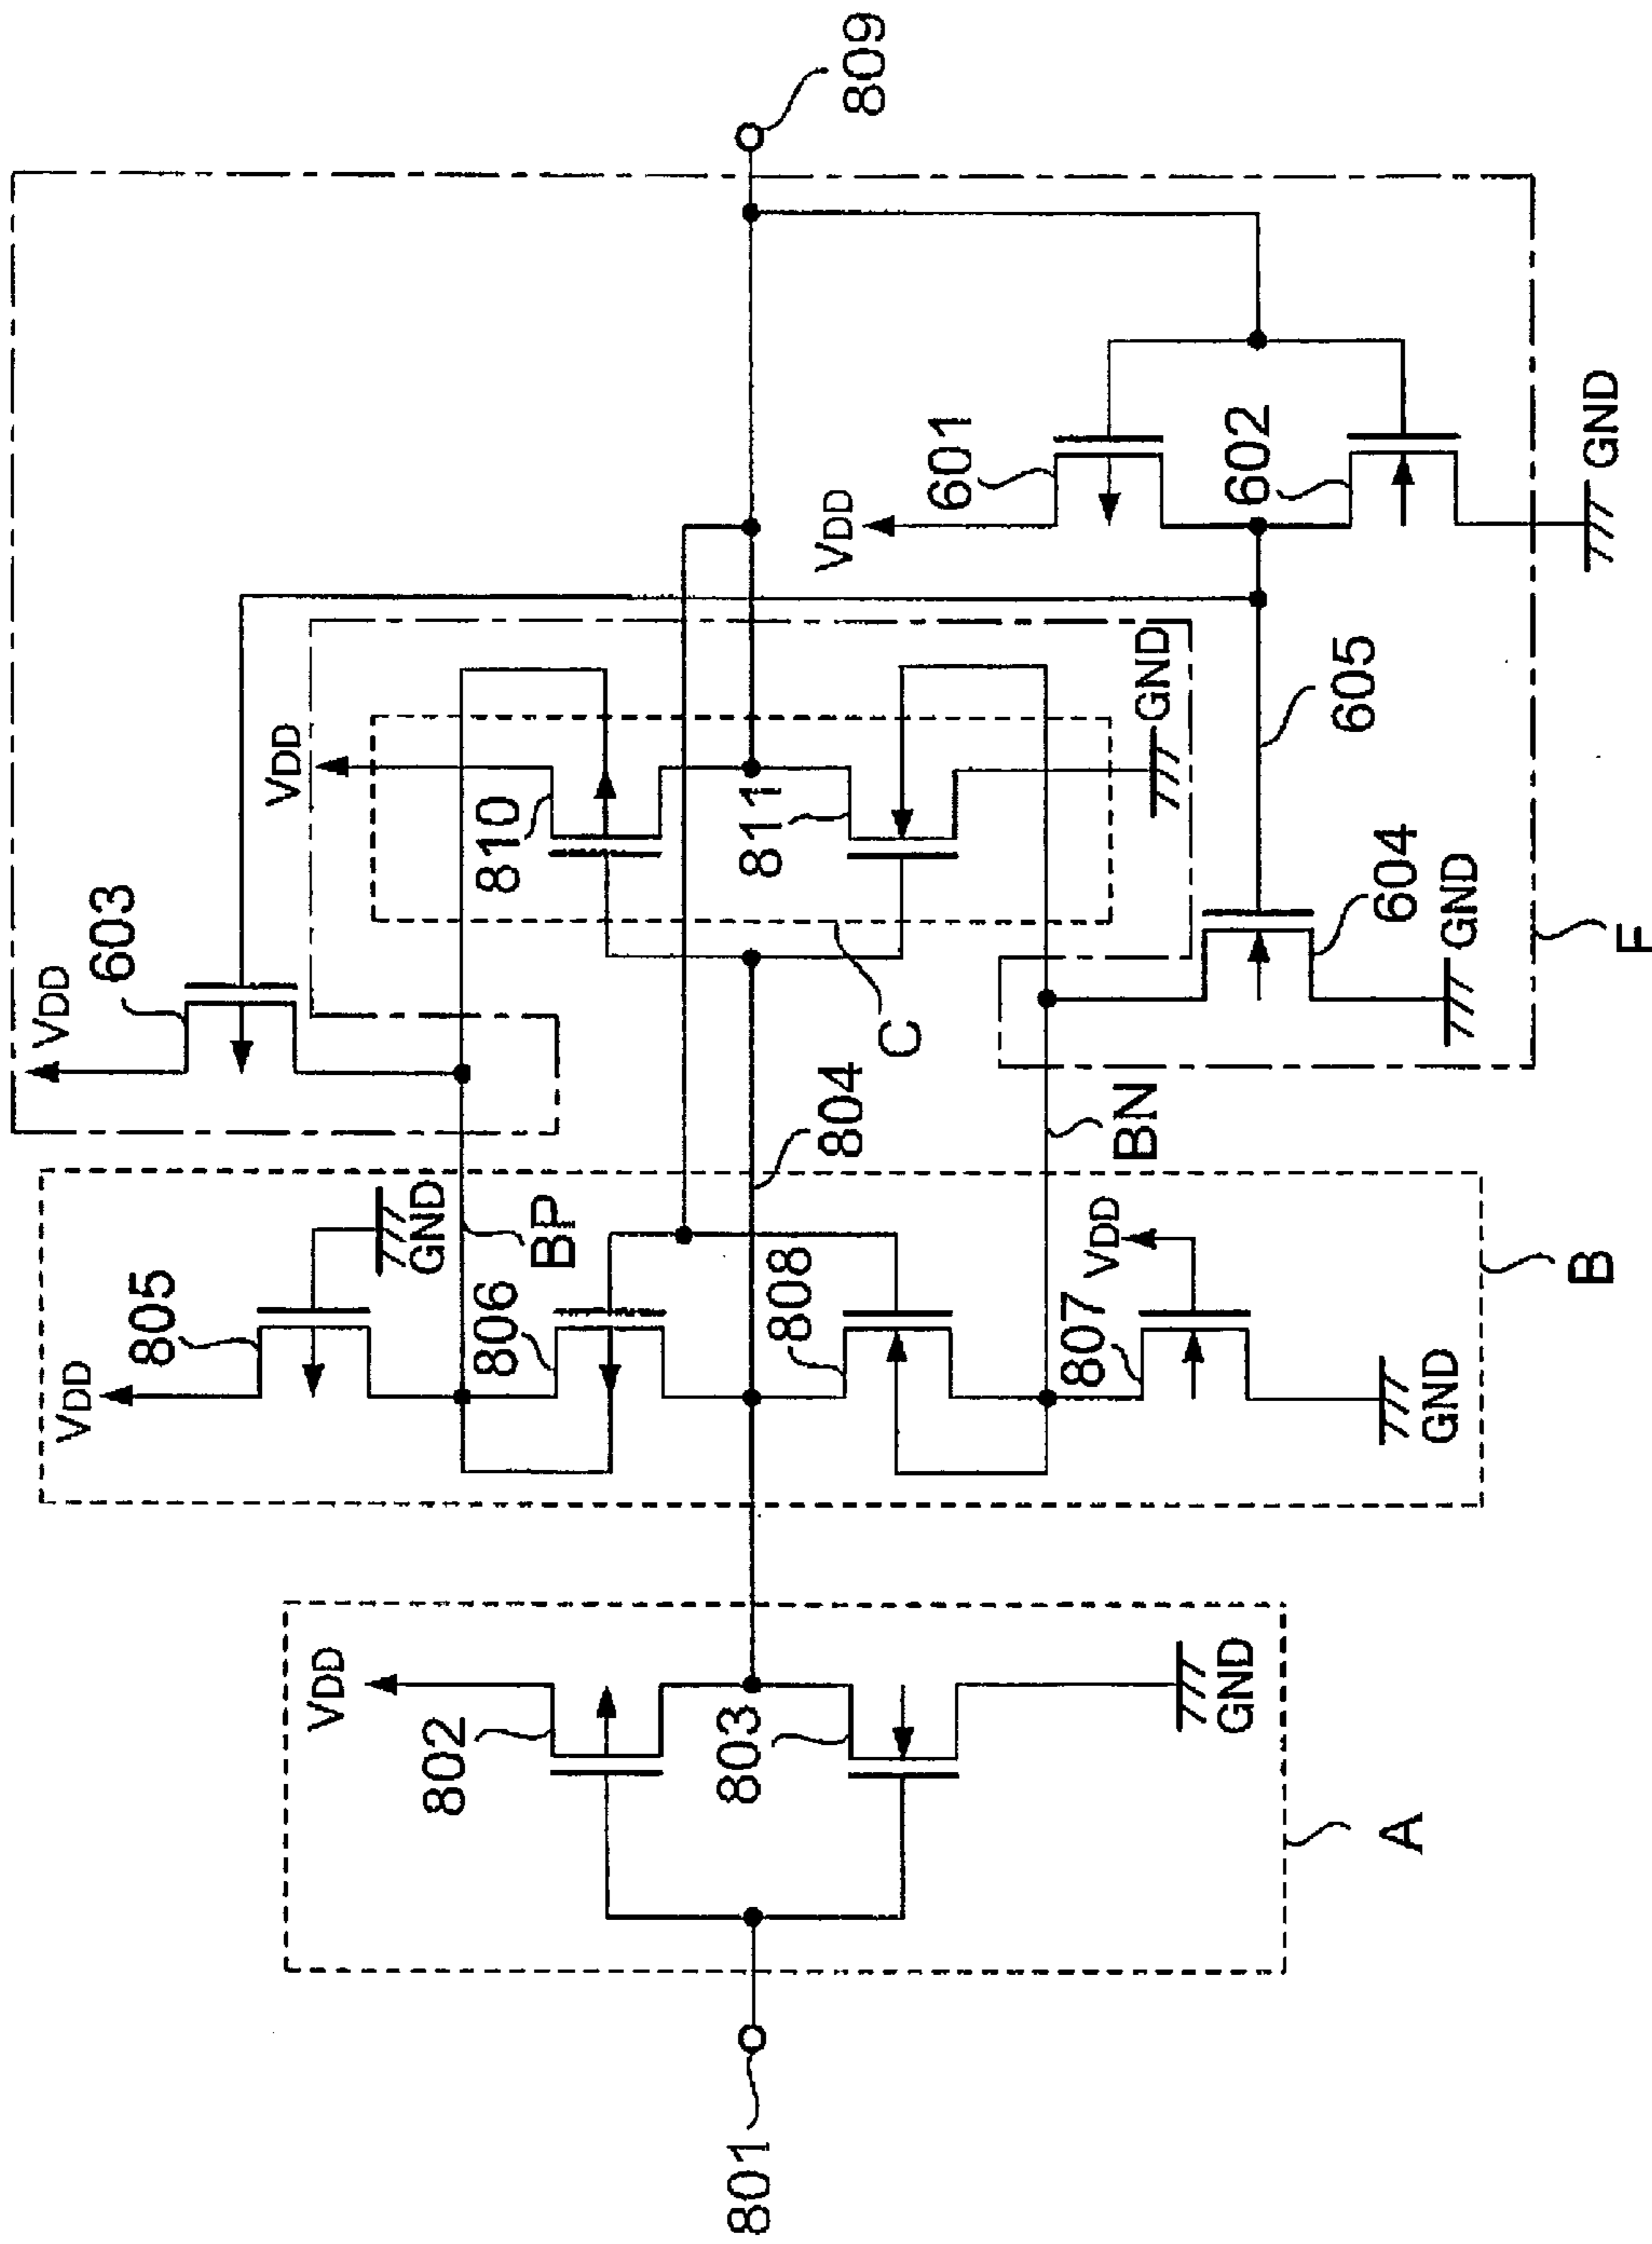 VDD
603
VDD
805
GND
BP
806
VDD
810
VDD
802
803
801
804
808
811
C
809
VDD
601
602
GND
GND
605
604
GND
BN
VDD
807
GND
GND
A
B
F